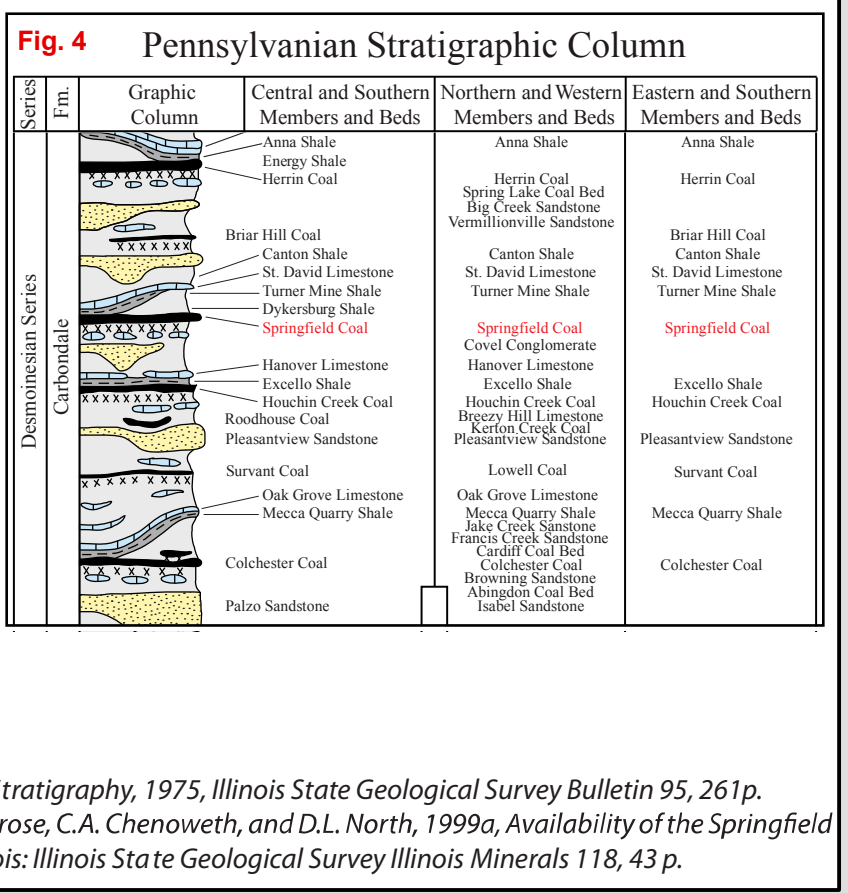 Fig. 4
Pennsylvanian Stratigraphic Column
Series
Fm.
Graphic
Column
Central and Southern
Members and Beds
Northern and Western
Members and Beds
Eastern and Southern
Members and Beds
Desmoinesian Series
Carbondale
Anna Shale
Energy Shale
Herrin Coal
Briar Hill Coal
Canton Shale
St. David Limestone
Turner Mine Shale
Dykersburg Shale
Springfield Coal
Hanover Limestone
Excello Shale
Houchin Creek Coal
Roodhouse Coal
Pleasantview Sandstone
Survant Coal
Oak Grove Limestone
Mecca Quarry Shale
Colchester Coal
Palzo Sandstone
Anna Shale
Herrin Coal
Spring Lake Coal Bed
Big Creek Sandstone
Vermillionville Sandstone
Canton Shale
St. David Limestone
Turner Mine Shale
Springfield Coal
Covel Conglomerate
Hanover Limestone
Excello Shale
Houchin Creek Coal
Breezy Hill Limestone
Kerton Creek Coal
Pleasantview Sandstone
Lowell Coal
Oak Grove Limestone
Mecca Quarry Shale
Jake Creek Sanstone
Francis Creek Sandstone
Cardiff Coal Bed
Colchester Coal
Browning Sandstone
Abingdon Coal Bed
Isabel Sandstone
Anna Shale
Herrin Coal
Briar Hill Coal
Canton Shale
St. David Limestone
Turner Mine Shale
Springfield Coal
Excello Shale
Houchin Creek Coal
Pleasantview Sandstone
Survant Coal
Mecca Quarry Shale
Colchester Coal
tratigraphy, 1975, Illinois State Geological Survey Bulletin 95, 261p.
rose, C.A. Chenoweth, and D.L. North, 1999a, Availability of the Springfield
ois: Illinois State Geological Survey Illinois Minerals 118, 43 p.